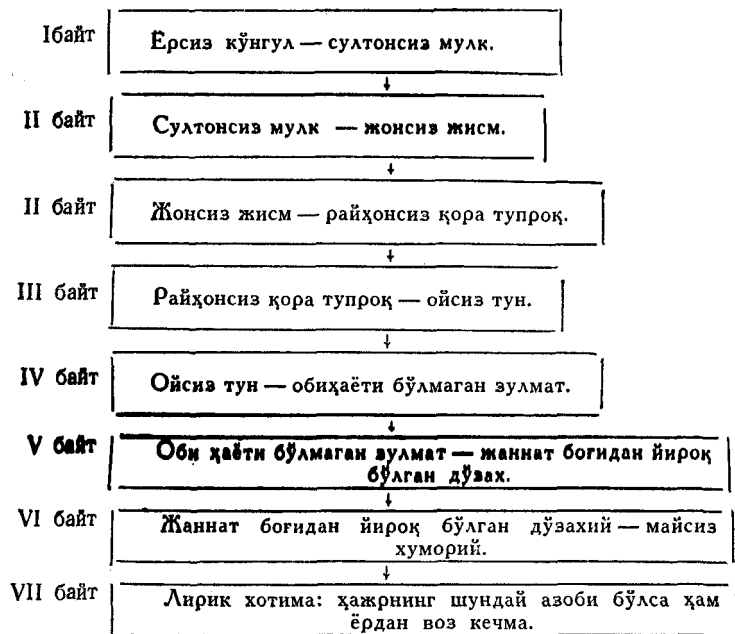 Iбайт Ёрсиз кўнгул — султонсиз мулк.
II байт Султонсиз мулк — жонсиз жисм.
II байт Жонсиз жисм — райҳонсиз қора тупроқ.
III байт Райҳонсиз қора тупроқ — ойсиз тун.
IV байт Ойсиз тун — обиҳаёти бўлмаган зулмат.
V байт Оби ҳаёти бўлмаган зулмат — жаннат боғидан йироқ
бўлган дўзах.
VI байт Жаннат боғидан йироқ бўлган дўзахий — майсиз
хуморий.
VII байт Лирик хотима: ҳажрнинг шундай азоби бўлса ҳам
ёрдан воз кечма.